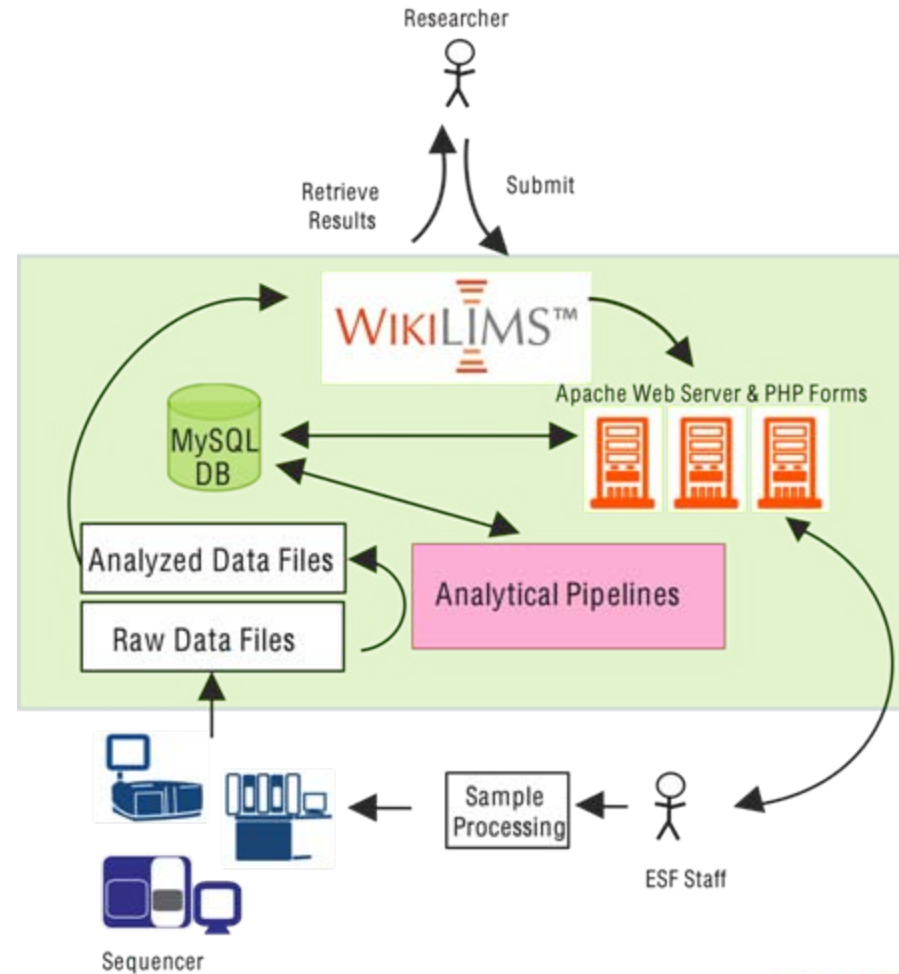 Researcher
Retrieve
Results
Submit
WIKILIMS™
Apache Web Server & PHP Forms
MySQL
DB
Analyzed Data Files
Analytical Pipelines
Raw Data Files
Sample
Processing
ESF Staff
Sequencer